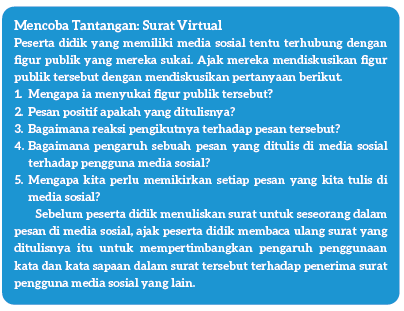 Mencoba Tantangan: Surat Virtual
Peserta didik yang memiliki media sosial tentu terhubung dengan
figur publik yang mereka sukai. Ajak mereka mendiskusikan figur
publik tersebut dengan mendiskusikan pertanyaan berikut.
1. Mengapa ia menyukai figur publik tersebut?
2. Pesan positif apakah yang ditulisnya?
3. Bagaimana reaksi pengikutnya terhadap pesan tersebut?
4. Bagaimana pengaruh sebuah pesan yang ditulis di media sosial
terhadap pengguna media sosial?
5. Mengapa kita perlu memikirkan setiap pesan yang kita tulis di
media sosial?
Sebelum peserta didik menuliskan surat untuk seseorang dalam
pesan di media sosial, ajak peserta didik membaca ulang surat yang
ditulisnya itu untuk mempertimbangkan pengaruh penggunaan
kata dan kata sapaan dalam surat tersebut terhadap penerima surat
pengguna media sosial yang lain.